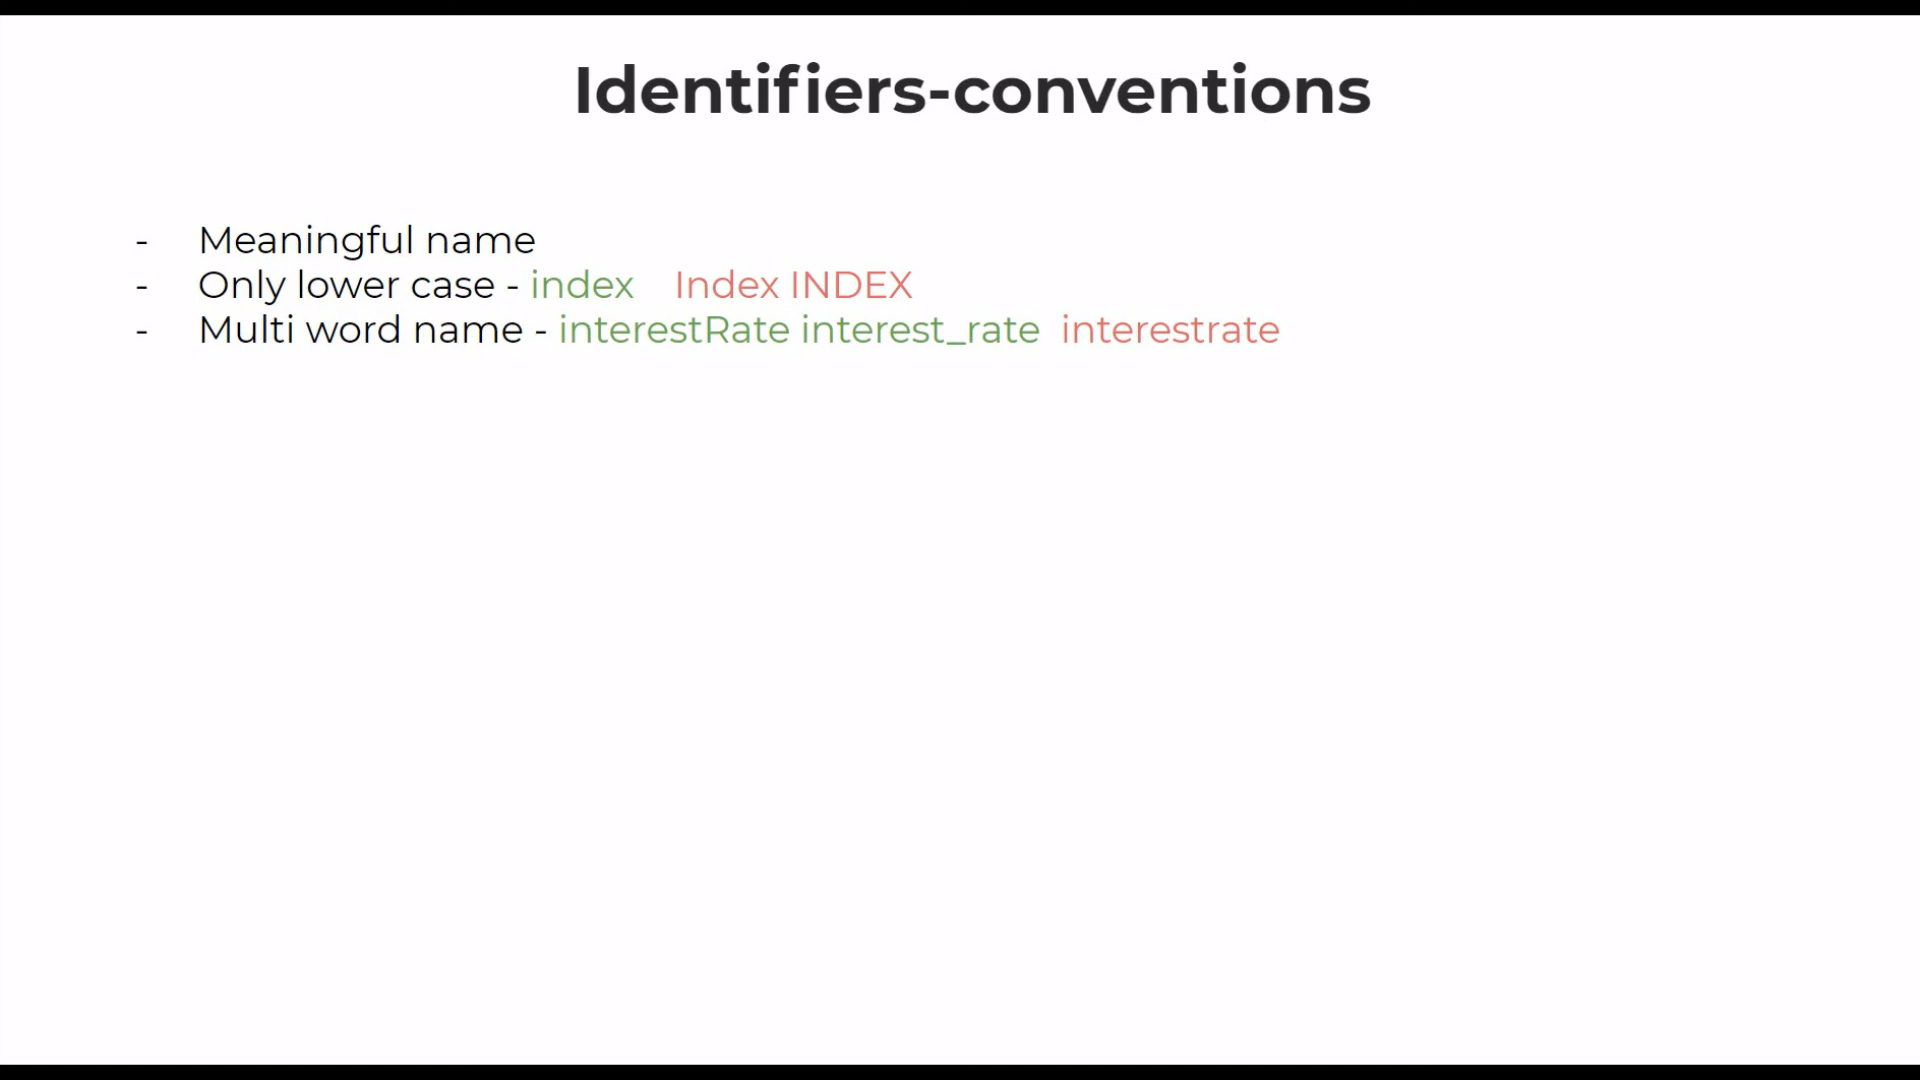 Identifiers-conventions
- Meaningful name
- Only lower case - index Index INDEX
- Multi word name - interestRate interest_rate interestrate